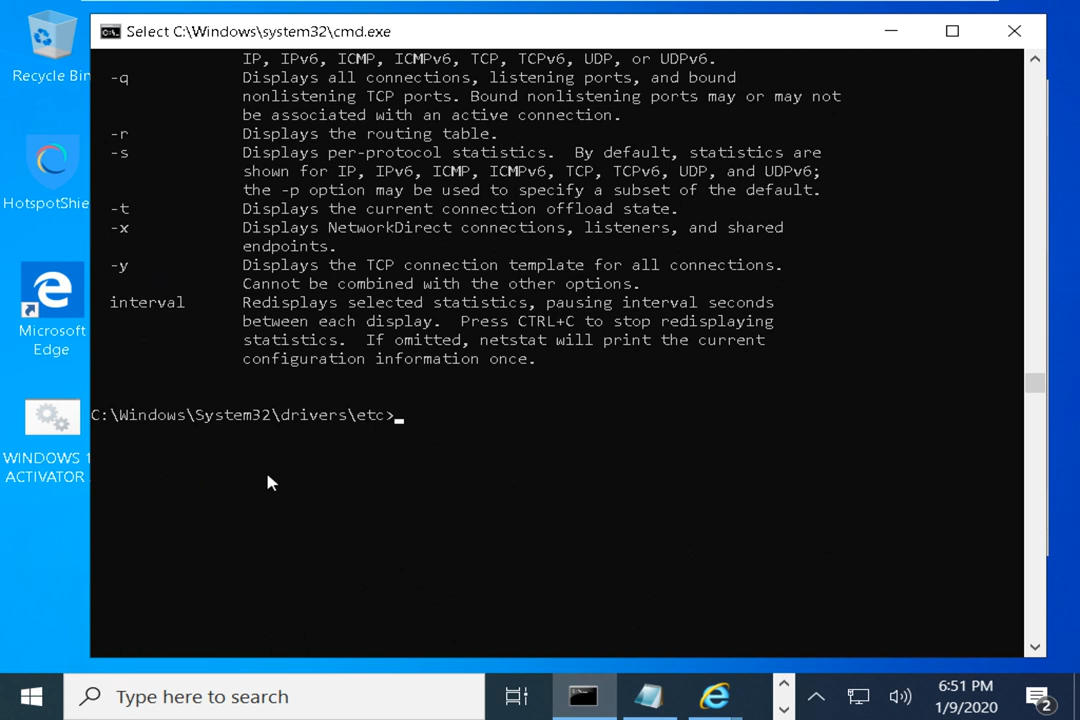 Select C:\Windows\system32\cmd.exe
IP, IPv6, ICMP, ICMPv6, TCP, TCPv6, UDP, or UDPv6.
-q Displays all connections, listening ports, and bound
nonlistening TCP ports. Bound nonlistening ports may or may not
be associated with an active connection.
-r Displays the routing table.
-s Displays per-protocol statistics. By default, statistics are
shown for IP, IPv6, ICMP, ICMPv6, TCP, TCPv6, UDP, and UDPv6;
the -p option may be used to specify a subset of the default.
-t Displays the current connection offload state.
-x Displays NetworkDirect connections, listeners, and shared
endpoints.
-y Displays the TCP connection template for all connections.
Cannot be combined with the other options.
interval Redisplays selected statistics, pausing interval seconds
between each display. Press CTRL+C to stop redisplaying
statistics. If omitted, netstat will print the current
configuration information once.
C:\Windows\System32\drivers\etc>
Recycle Bin
HotspotShie
Microsoft
Edge
WINDOWS 1
ACTIVATOR
Type here to search
6:51 PM
1/9/2020
2